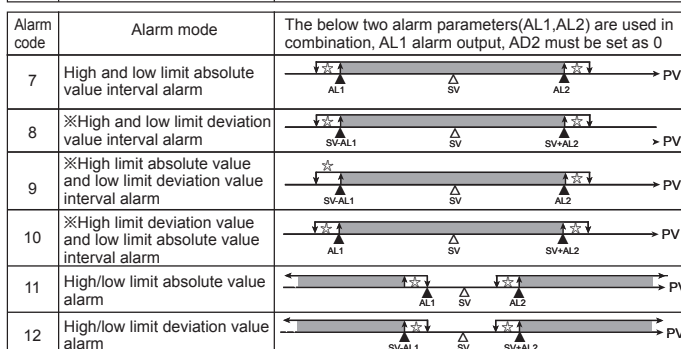 Alarm code
Alarm mode
The below two alarm parameters(AL1,AL2) are used in
combination, AL1 alarm output, AD2 must be set as 0
7
High and low limit absolute
value interval alarm
☆ ☆
AL1 SV AL2 PV
8
※High and low limit deviation
value interval alarm
☆ ☆
SV-AL1 SV SV+AL2 PV
9
※High limit absolute value
and low limit deviation value
interval alarm
☆ ☆
SV-AL1 SV AL2 PV
10
※High limit deviation value
and low limit absolute value
interval alarm
☆ ☆
AL1 SV SV+AL2 PV
11
High/low limit absolute value
alarm
☆ ☆
AL1 SV AL2 PV
12
High/low limit deviation value
alarm
☆ ☆
SV-AL1 SV SV+AL2 PV